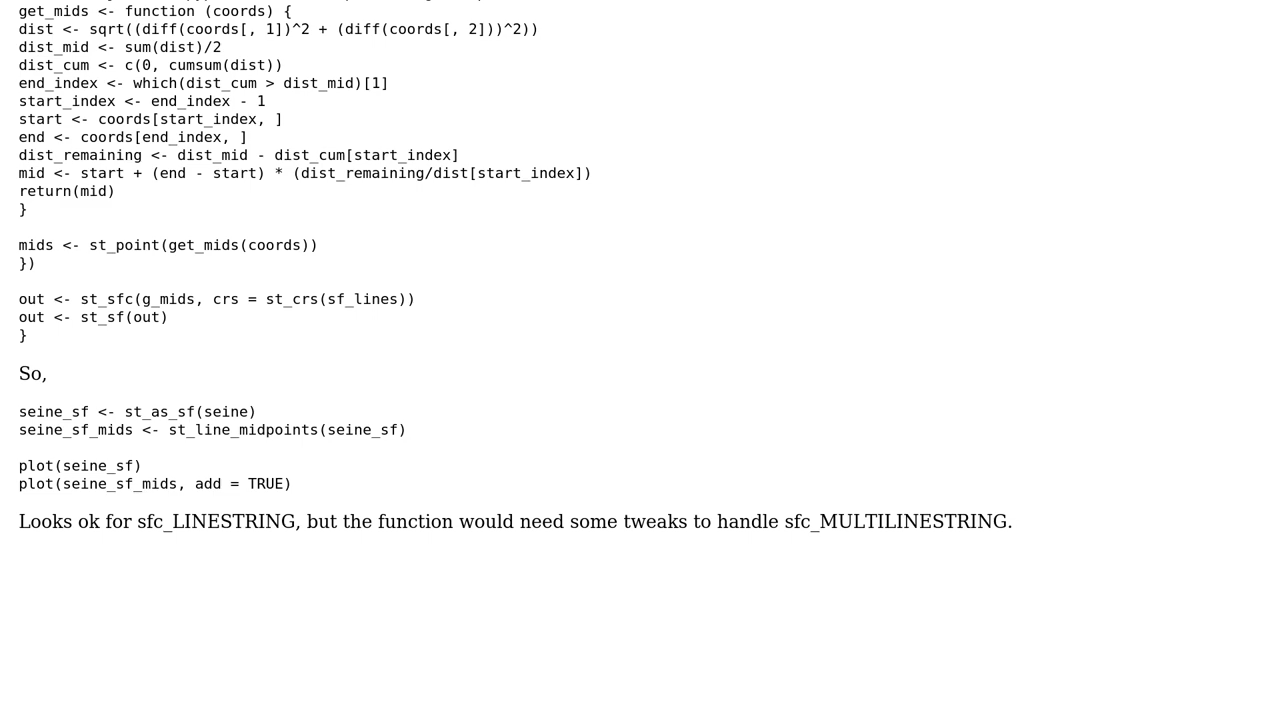 get_mids <- function (coords) {
dist <- sqrt((diff(coords[, 1])^2 + (diff(coords[, 2]))^2))
dist_mid <- sum(dist)/2
dist_cum <- c(0, cumsum(dist))
end_index <- which(dist_cum > dist_mid)[1]
start_index <- end_index - 1
start <- coords[start_index, ]
end <- coords[end_index, ]
dist_remaining <- dist_mid - dist_cum[start_index]
mid <- start + (end - start) * (dist_remaining/dist[start_index])
return(mid)
}
mids <- st_point(get_mids(coords))
})
out <- st_sfc(g_mids, crs = st_crs(sf_lines))
out <- st_sf(out)
}
So,
seine_sf <- st_as_sf(seine)
seine_sf_mids <- st_line_midpoints(seine_sf)
plot(seine_sf)
plot(seine_sf_mids, add = TRUE)
Looks ok for sfc_LINESTRING, but the function would need some tweaks to handle sfc_MULTILINESTRING.